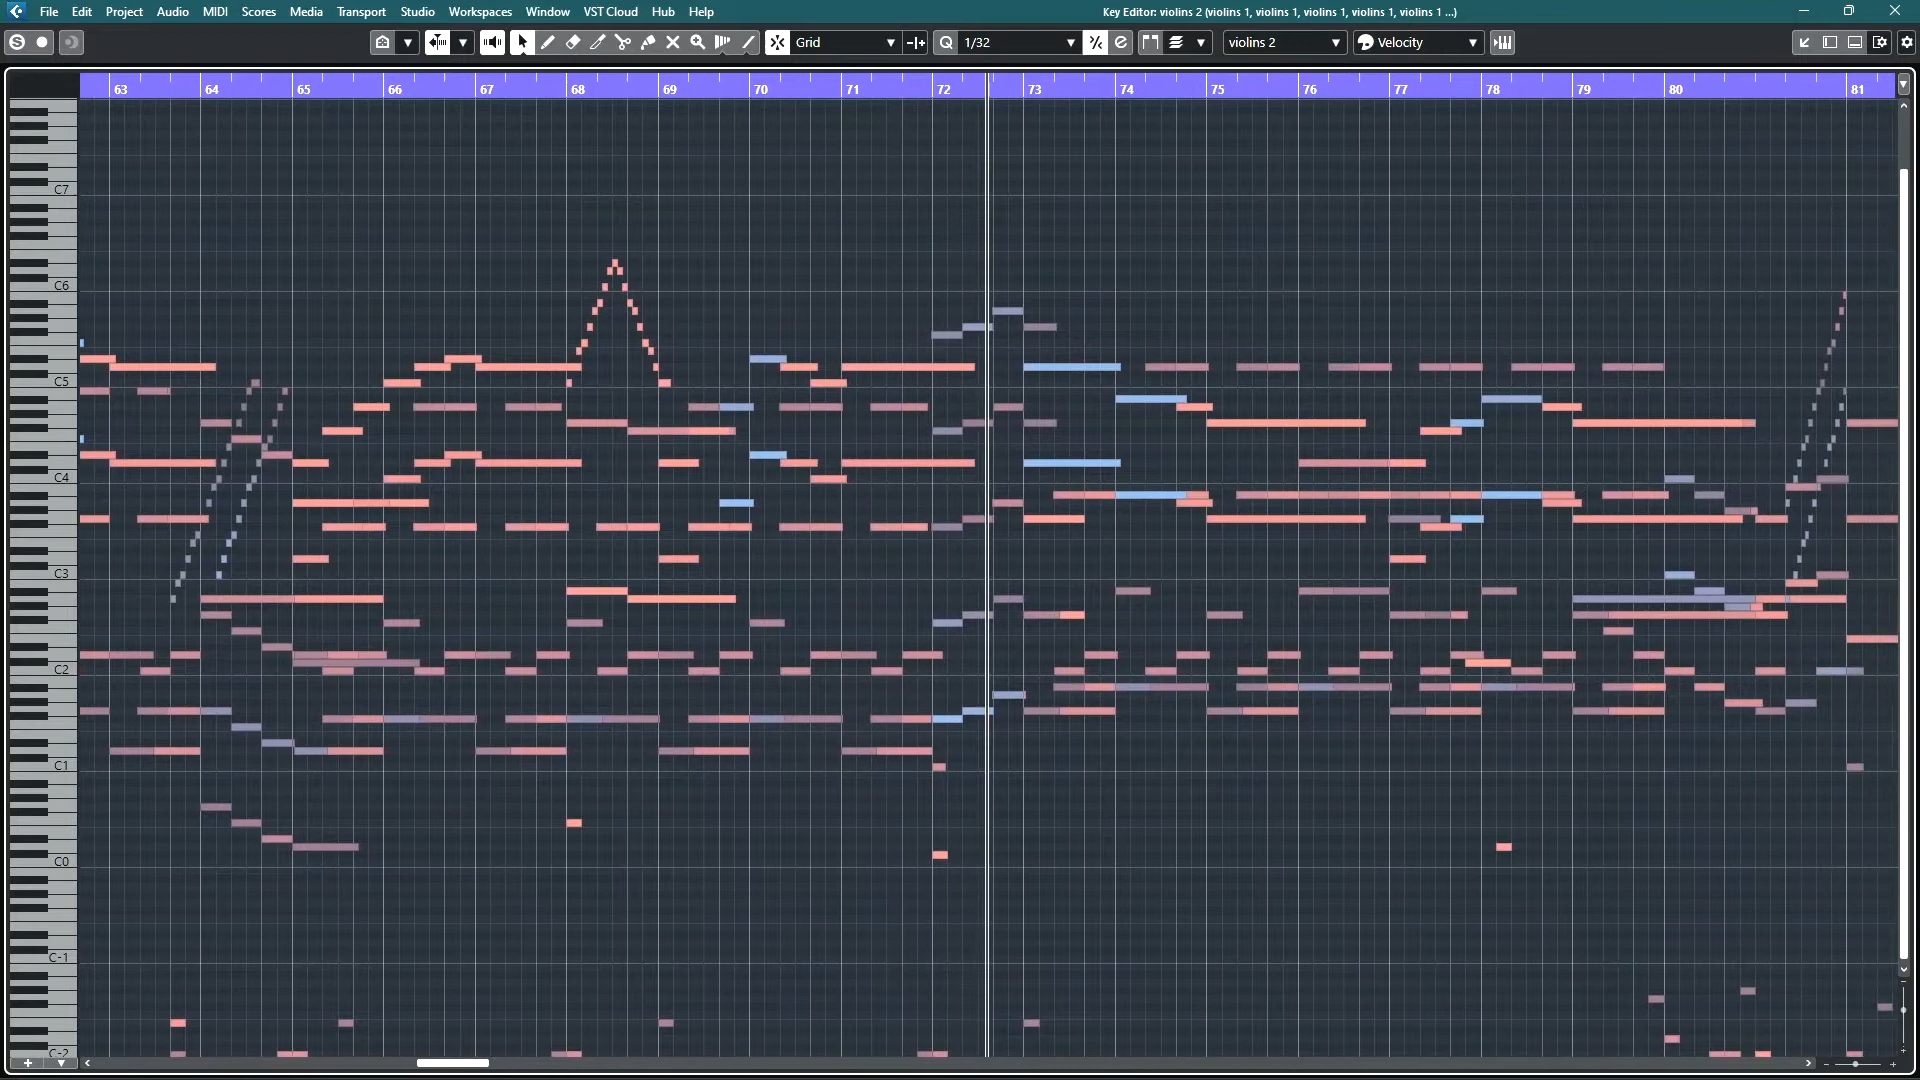 File Edit Project Audio MIDI Scores Media Transport Studio Workspaces Window VST Cloud Hub Help
Key Editor: violins 2 (violins 1, violins 1, violins 1, violins 1, violins 1 ...)
Grid
Q 1/32
violins 2
Velocity
63 64 65 66 67 68 69 70 71 72 73 74 75 76 77 78 79 80 81
C7
C6
C5
C4
C3
C2
C1
C0
C-1
C-2